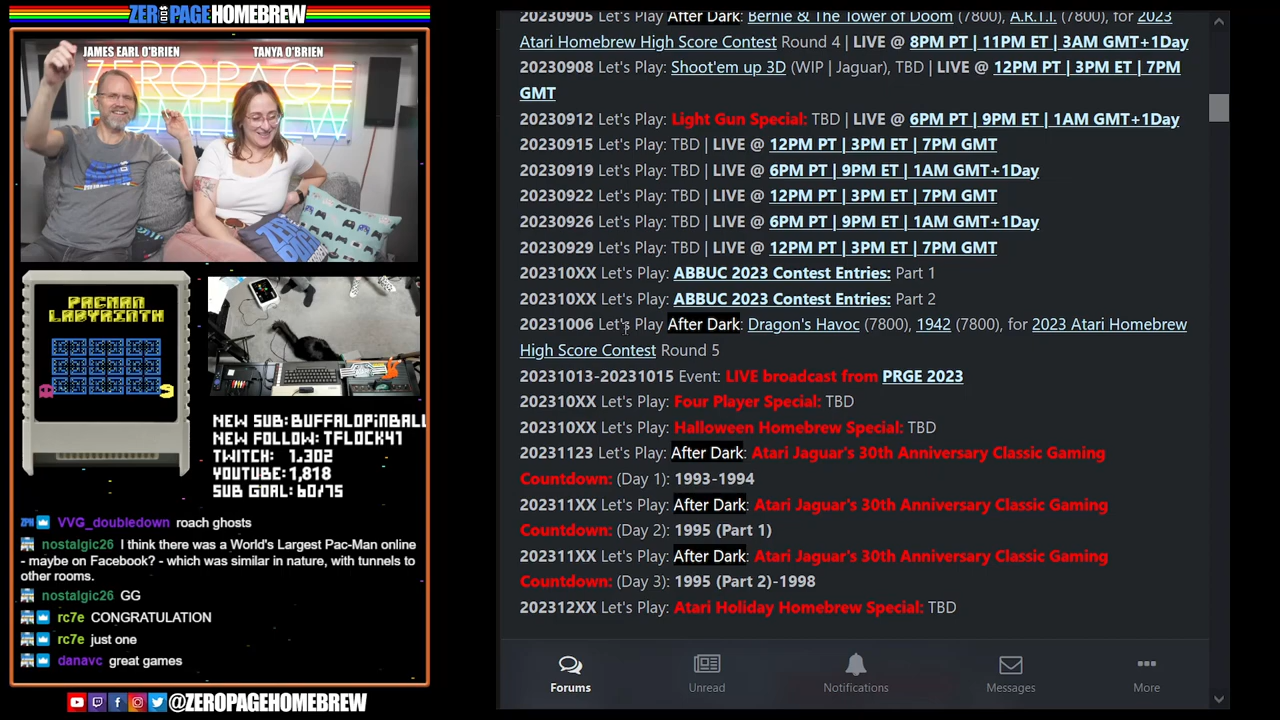 ZEROPAGEHOMEBREW
JAMES EARL O'BRIEN
TANYA O'BRIEN
ZEROPAGE
HOMEBREW
PACMAN
LABYRINTH
NEW SUB:BUFFALOPINBALL
NEW FOLLOW:TFLOCK41
TWITCH: 1,302
YOUTUBE:1,818
SUB GOAL:60/75
VVG_doubledown roach ghosts
nostalgic26 I think there was a World's Largest Pac-Man online
- maybe on Facebook? - which was similar in nature, with tunnels to
other rooms.
nostalgic26 GG
rc7e CONGRATULATION
rc7e just one
danavc great games
@ZEROPAGEHOMEBREW
20230905 Let's Play After Dark: Bernie & The Tower of Doom (7800), A.R.T.I. (7800), for 2023
Atari Homebrew High Score Contest Round 4 | LIVE @ 8PM PT | 11PM ET | 3AM GMT+1Day
20230908 Let's Play: Shoot'em up 3D (WIP | Jaguar), TBD | LIVE @ 12PM PT | 3PM ET | 7PM
GMT
20230912 Let's Play: Light Gun Special: TBD | LIVE @ 6PM PT | 9PM ET | 1AM GMT+1Day
20230915 Let's Play: TBD | LIVE @ 12PM PT | 3PM ET | 7PM GMT
20230919 Let's Play: TBD | LIVE @ 6PM PT | 9PM ET | 1AM GMT+1Day
20230922 Let's Play: TBD | LIVE @ 12PM PT | 3PM ET | 7PM GMT
20230926 Let's Play: TBD | LIVE @ 6PM PT | 9PM ET | 1AM GMT+1Day
20230929 Let's Play: TBD | LIVE @ 12PM PT | 3PM ET | 7PM GMT
202310XX Let's Play: ABBUC 2023 Contest Entries: Part 1
202310XX Let's Play: ABBUC 2023 Contest Entries: Part 2
20231006 Let's Play After Dark: Dragon's Havoc (7800), 1942 (7800), for 2023 Atari Homebrew
High Score Contest Round 5
20231013-20231015 Event: LIVE broadcast from PRGE 2023
202310XX Let's Play: Four Player Special: TBD
202310XX Let's Play: Halloween Homebrew Special: TBD
20231123 Let's Play: After Dark: Atari Jaguar's 30th Anniversary Classic Gaming
Countdown: (Day 1): 1993-1994
202311XX Let's Play: After Dark: Atari Jaguar's 30th Anniversary Classic Gaming
Countdown: (Day 2): 1995 (Part 1)
202311XX Let's Play: After Dark: Atari Jaguar's 30th Anniversary Classic Gaming
Countdown: (Day 3): 1995 (Part 2)-1998
202312XX Let's Play: Atari Holiday Homebrew Special: TBD
Forums
Unread
Notifications
Messages
More